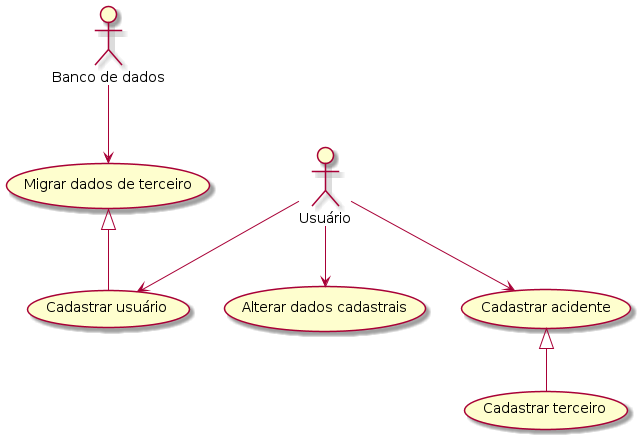 Banco de dados
Migrar dados de terceiro
Usuário
Cadastrar usuário
Alterar dados cadastrais
Cadastrar acidente
Cadastrar terceiro